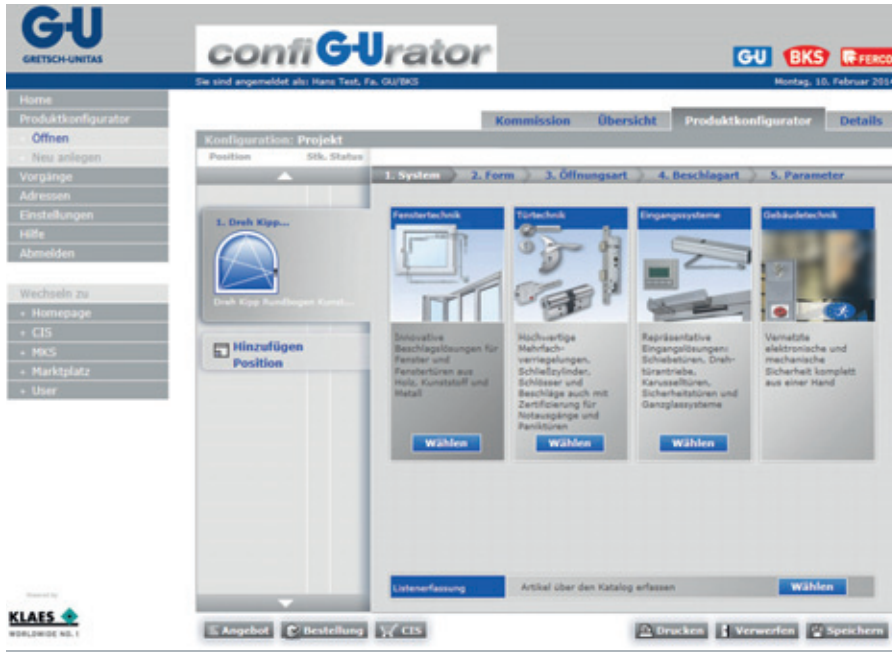 G-U
GRETSCH-UNITAS
confiGUrator
GU BKS FERCO
Sie sind angemeldet als: Hans Test, Fa. GU/BKS
Montag, 10. Februar 201
Home
Produktkonfigurator
Öffnen
Neu anlegen
Vorgänge
Adressen
Einstellungen
Hilfe
Abmelden
Wechseln zu
+ Homepage
+ CIS
+ MKS
+ Marktplatz
+ User
Kommission Übersicht Produktkonfigurator Details
Konfiguration: Projekt
Position Stk. Status
1. System 2. Form 3. Öffnungsart 4. Beschlagart 5. Parameter
1. Dreh Kipp...
Dreh Kipp Rundbogen Kunst...
Hinzufügen
Position
Fenstertechnik
Innovative
Beschlagslösungen für
Fenster und
Fenstertüren aus
Holz, Kunststoff und
Metall
Wählen
Türtechnik
Hochwertige
Mehrfach-
verriegelungen,
Schließzylinder,
Schlösser und
Beschläge auch mit
Zertifizierung für
Notausgänge und
Paniktüren
Wählen
Eingangssysteme
Repräsentative
Eingangslösungen:
Schiebetüren, Dreh-
türantriebe,
Karusselltüren,
Sicherheitstüren und
Ganzglassysteme
Wählen
Gebäudetechnik
Vernetzte
elektronische und
mechanische
Sicherheit komplett
aus einer Hand
Listenerfassung
Artikel über den Katalog erfassen
Wählen
Angebot Bestellung CIS Drucken Verwerfen Speichern
KLAES
WORLDWIDE NO. 1